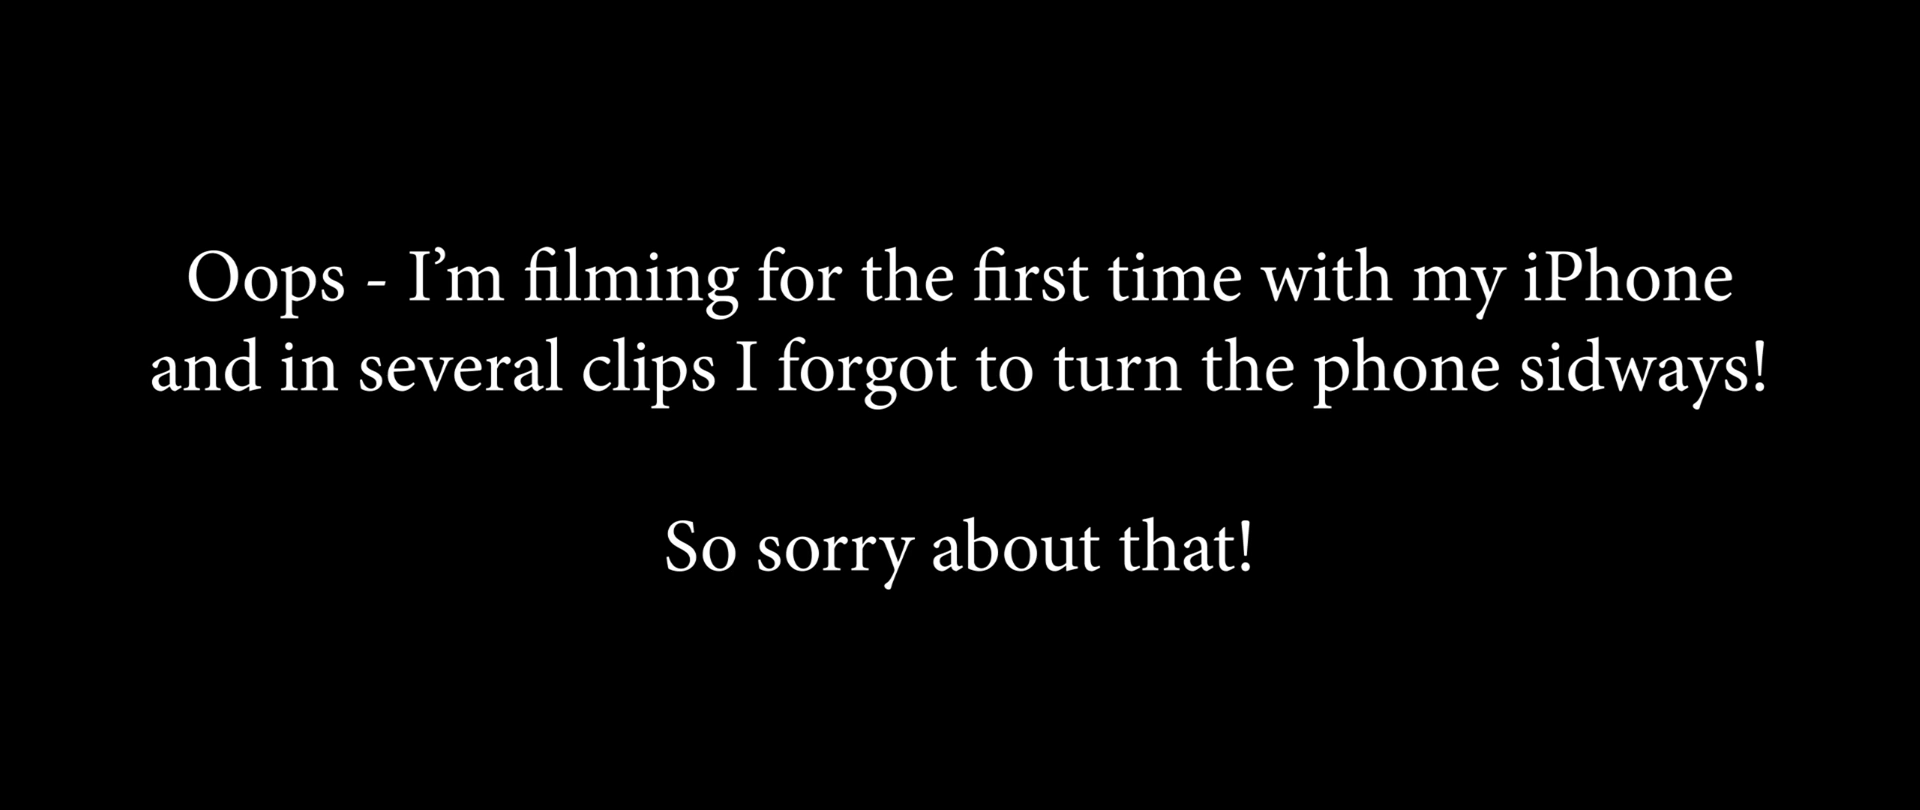 Oops - I’m filming for the first time with my iPhone
and in several clips I forgot to turn the phone sidways!
So sorry about that!